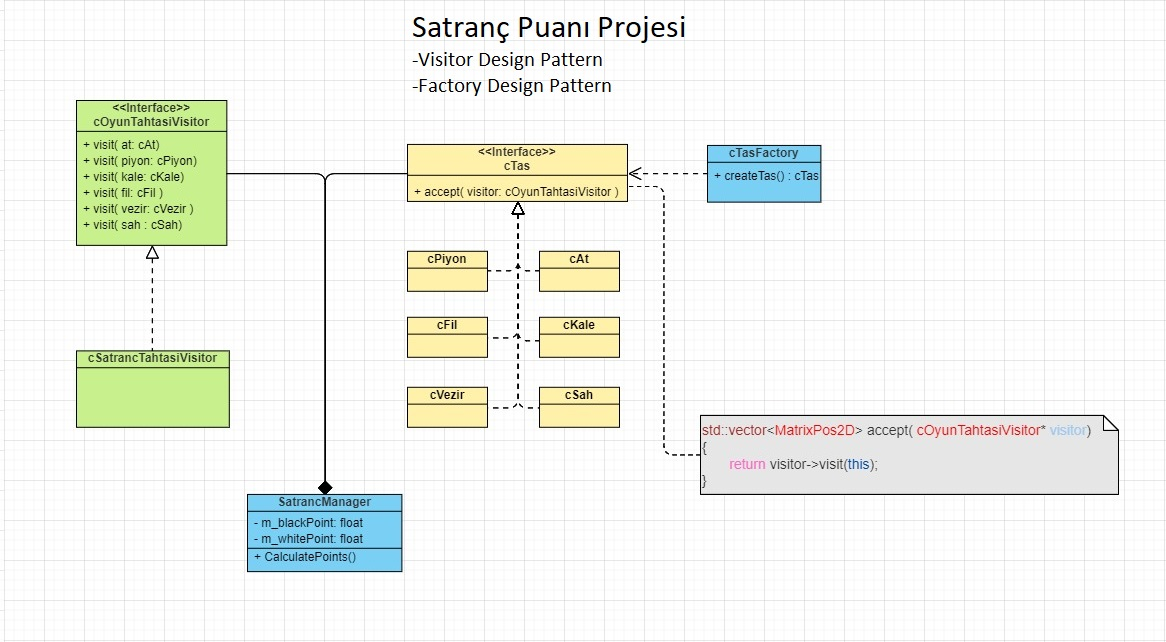 Satranç Puanı Projesi
-Visitor Design Pattern
-Factory Design Pattern
<<Interface>>
cOyunTahtasiVisitor
+ visit( at: cAt)
+ visit( piyon: cPiyon)
+ visit( kale: cKale)
+ visit( fil: cFil )
+ visit( vezir: cVezir )
+ visit( sah : cSah)
<<Interface>>
cTas
+ accept( visitor: cOyunTahtasiVisitor )
cTasFactory
+ createTas() : cTas
cPiyon
cAt
cFil
cKale
cVezir
cSah
cSatrancTahtasiVisitor
std::vector<MatrixPos2D> accept( cOyunTahtasiVisitor* visitor)
{
return visitor->visit(this);
}
SatrancManager
- m_blackPoint: float
- m_whitePoint: float
+ CalculatePoints()